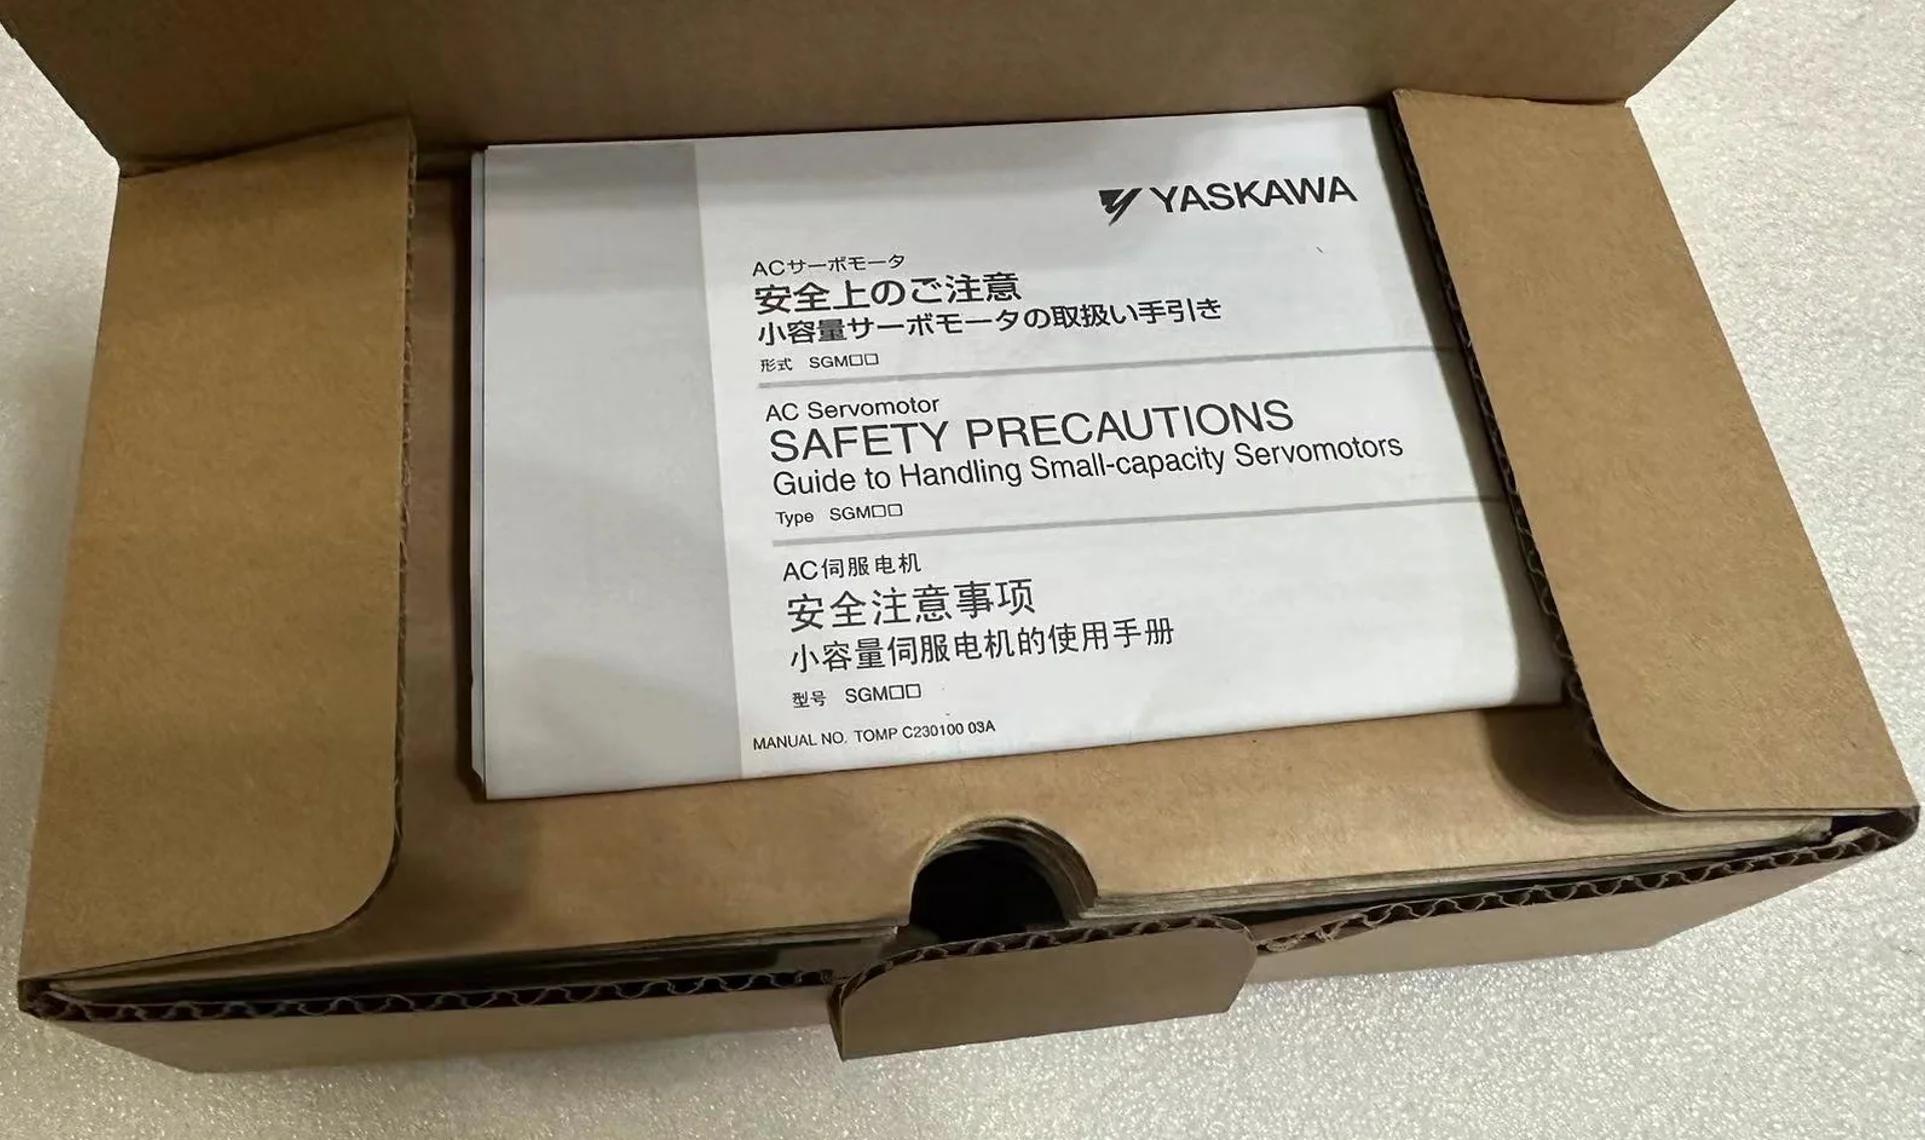 YASKAWA
ACサーボモータ
安全上のご注意
小容量サーボモータの取扱い手引き
形式 SGM□□
AC Servomotor
SAFETY PRECAUTIONS
Guide to Handling Small-capacity Servomotors
Type SGM□□
AC伺服电机
安全注意事项
小容量伺服电机的使用手册
型号 SGM□□
MANUAL NO. TOMP C230100 03A